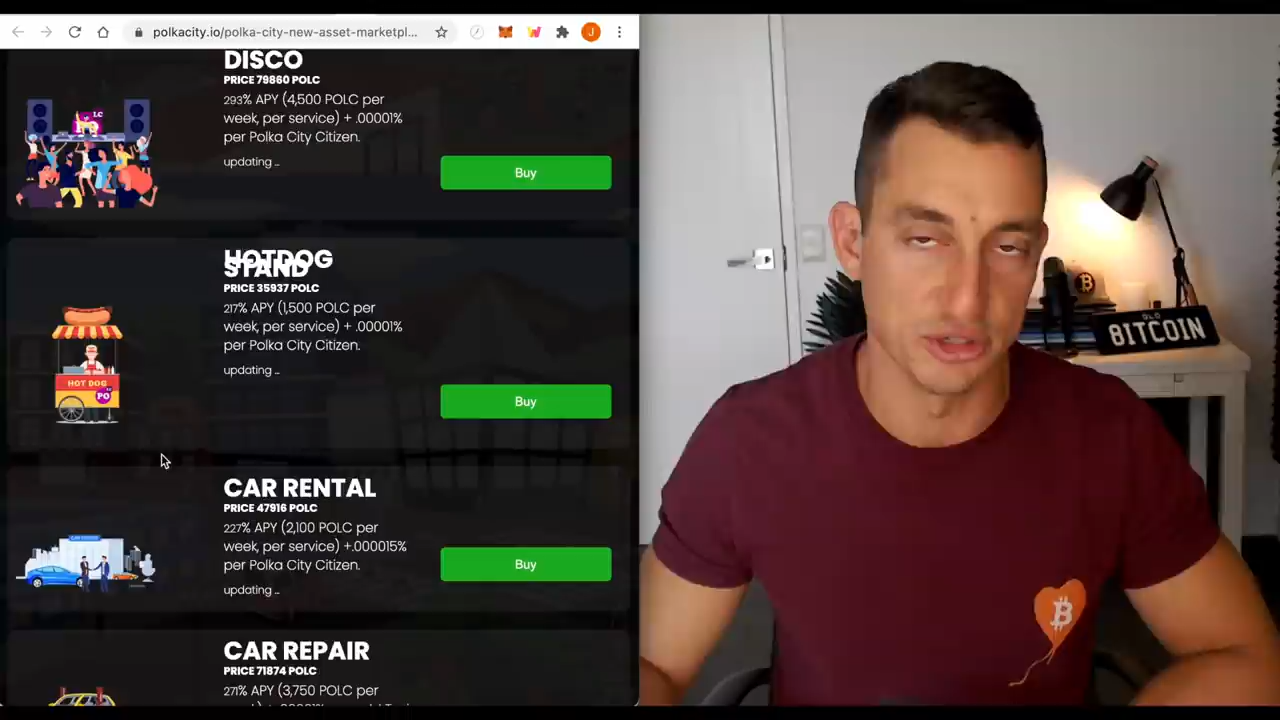 polkacity.io/polka-city-new-asset-marketpl...
J
DISCO
PRICE 79860 POLC
293% APY (4,500 POLC per
week, per service) + .00001%
per Polka City Citizen.
updating ...
Buy
LC
HOTDOG
STAND
PRICE 35937 POLC
217% APY (1,500 POLC per
week, per service) + .00001%
per Polka City Citizen.
updating ...
Buy
HOT DOG
PO
CAR RENTAL
PRICE 47916 POLC
227% APY (2,100 POLC per
week, per service) +.000015%
per Polka City Citizen.
updating ...
Buy
CAR REPAIR
PRICE 71874 POLC
271% APY (3,750 POLC per
BITCOIN